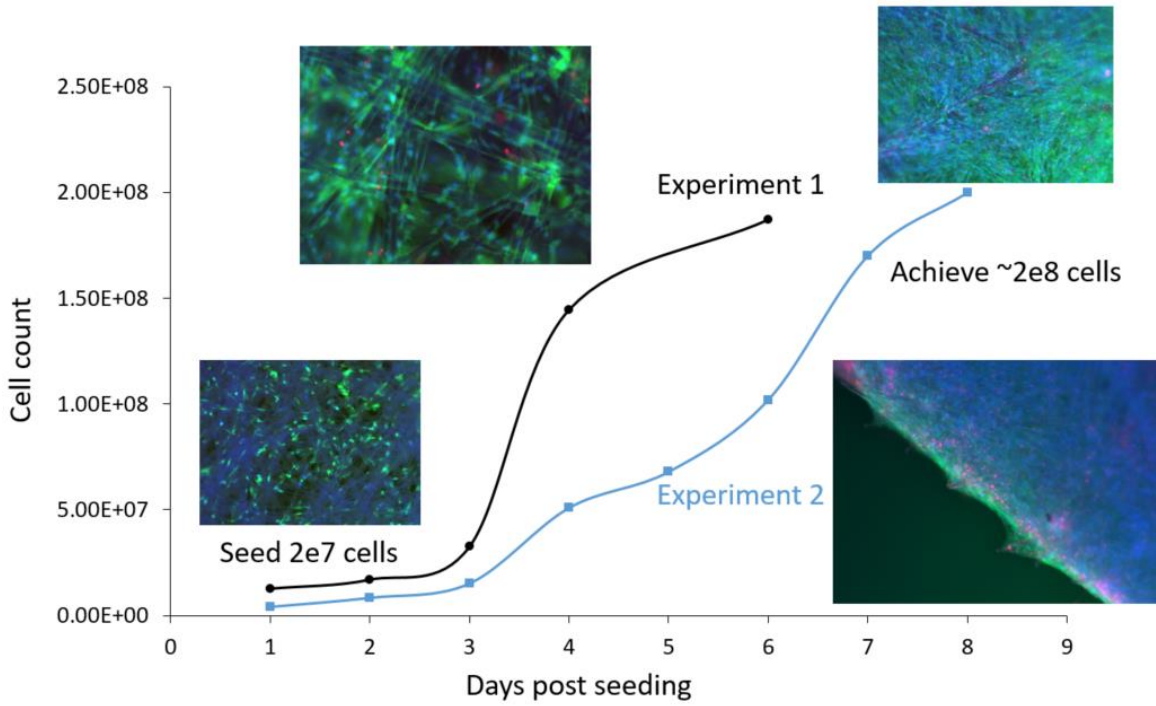 2.50E+08
2.00E+08
1.50E+08
1.00E+08
5.00E+07
0.00E+00
Cell count
Experiment 1
Achieve ~2e8 cells
Experiment 2
Seed 2e7 cells
0 1 2 3 4 5 6 7 8 9
Days post seeding